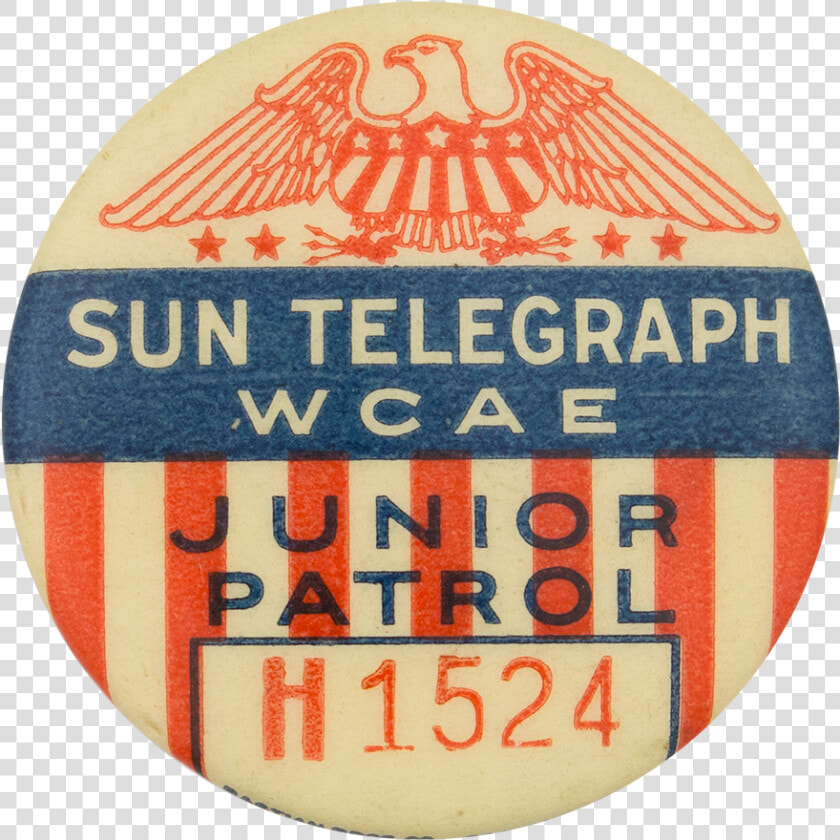 SUN TELEGRAPH
WCAE
JUNIOR
PATROL
H 1524